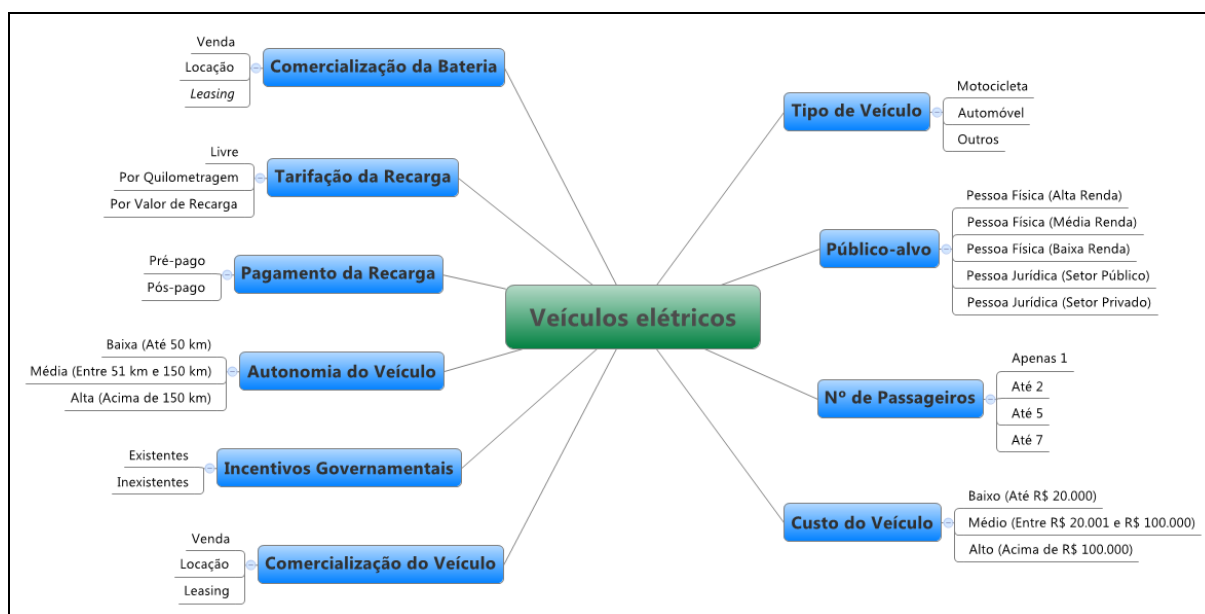 Veículos elétricos
Comercialização da Bateria
Venda
Locação
Leasing
Tarifação da Recarga
Livre
Por Quilometragem
Por Valor de Recarga
Pagamento da Recarga
Pré-pago
Pós-pago
Autonomia do Veículo
Baixa (Até 50 km)
Média (Entre 51 km e 150 km)
Alta (Acima de 150 km)
Incentivos Governamentais
Existentes
Inexistentes
Comercialização do Veículo
Venda
Locação
Leasing
Tipo de Veículo
Motocicleta
Automóvel
Outros
Público-alvo
Pessoa Física (Alta Renda)
Pessoa Física (Média Renda)
Pessoa Física (Baixa Renda)
Pessoa Jurídica (Setor Público)
Pessoa Jurídica (Setor Privado)
Nº de Passageiros
Apenas 1
Até 2
Até 5
Até 7
Custo do Veículo
Baixo (Até R$ 20.000)
Médio (Entre R$ 20.001 e R$ 100.000)
Alto (Acima de R$ 100.000)